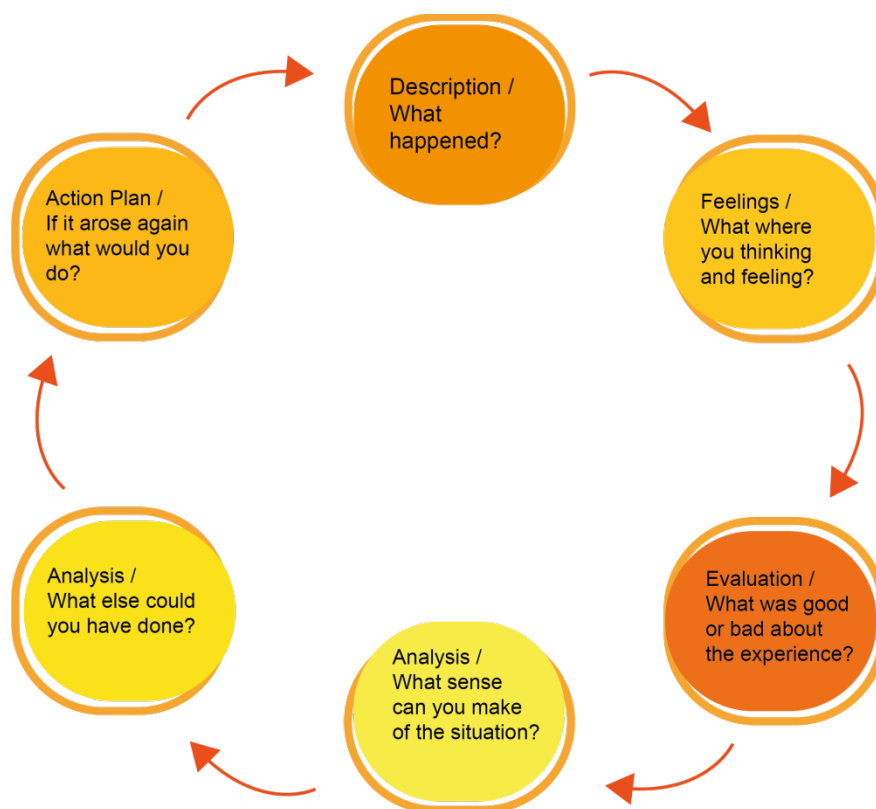 Description /
What
happened?
Feelings /
What where
you thinking
and feeling?
Evaluation /
What was good
or bad about
the experience?
Analysis /
What sense
can you make
of the situation?
Analysis /
What else could
you have done?
Action Plan /
If it arose again
what would you
do?